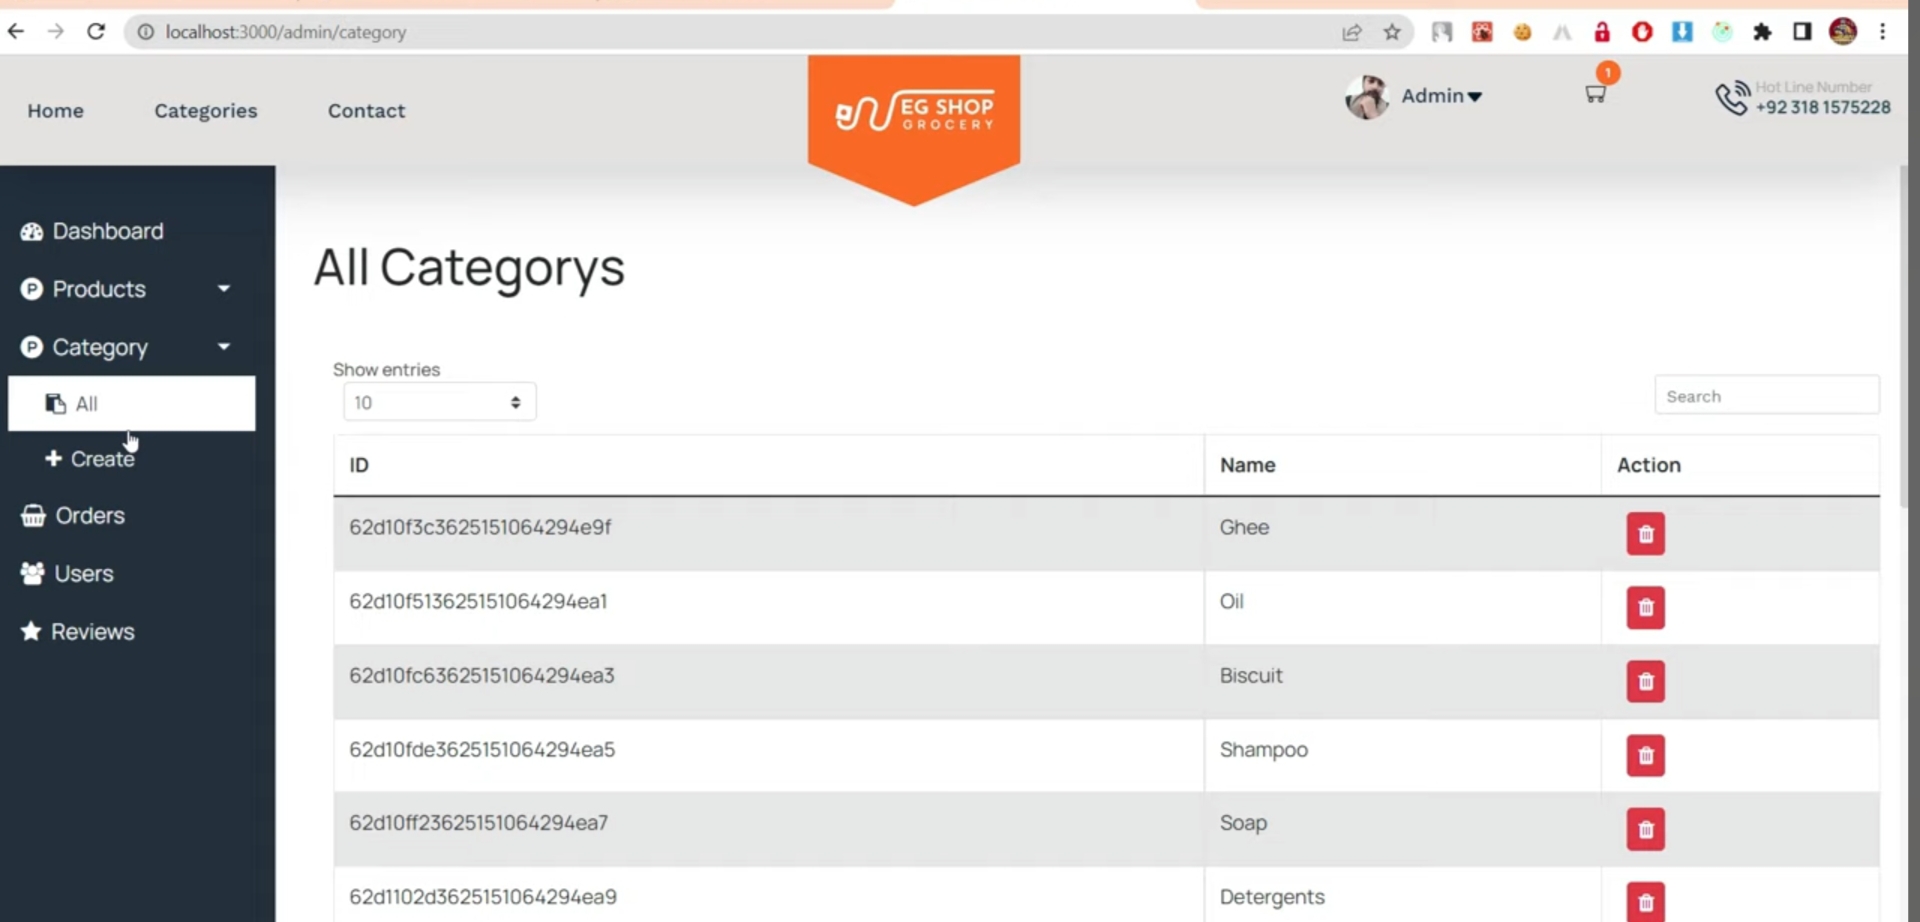 localhost:3000/admin/category
Home
Categories
Contact
EG SHOP
GROCERY
Admin
1
Hot Line Number
+92 318 1575228
Dashboard
Products
Category
All
Create
Orders
Users
Reviews
All Categorys
Show entries
10
Search
ID Name Action
62d10f3c3625151064294e9f Ghee
62d10f513625151064294ea1 Oil
62d10fc63625151064294ea3 Biscuit
62d10fde3625151064294ea5 Shampoo
62d10ff23625151064294ea7 Soap
62d1102d3625151064294ea9 Detergents